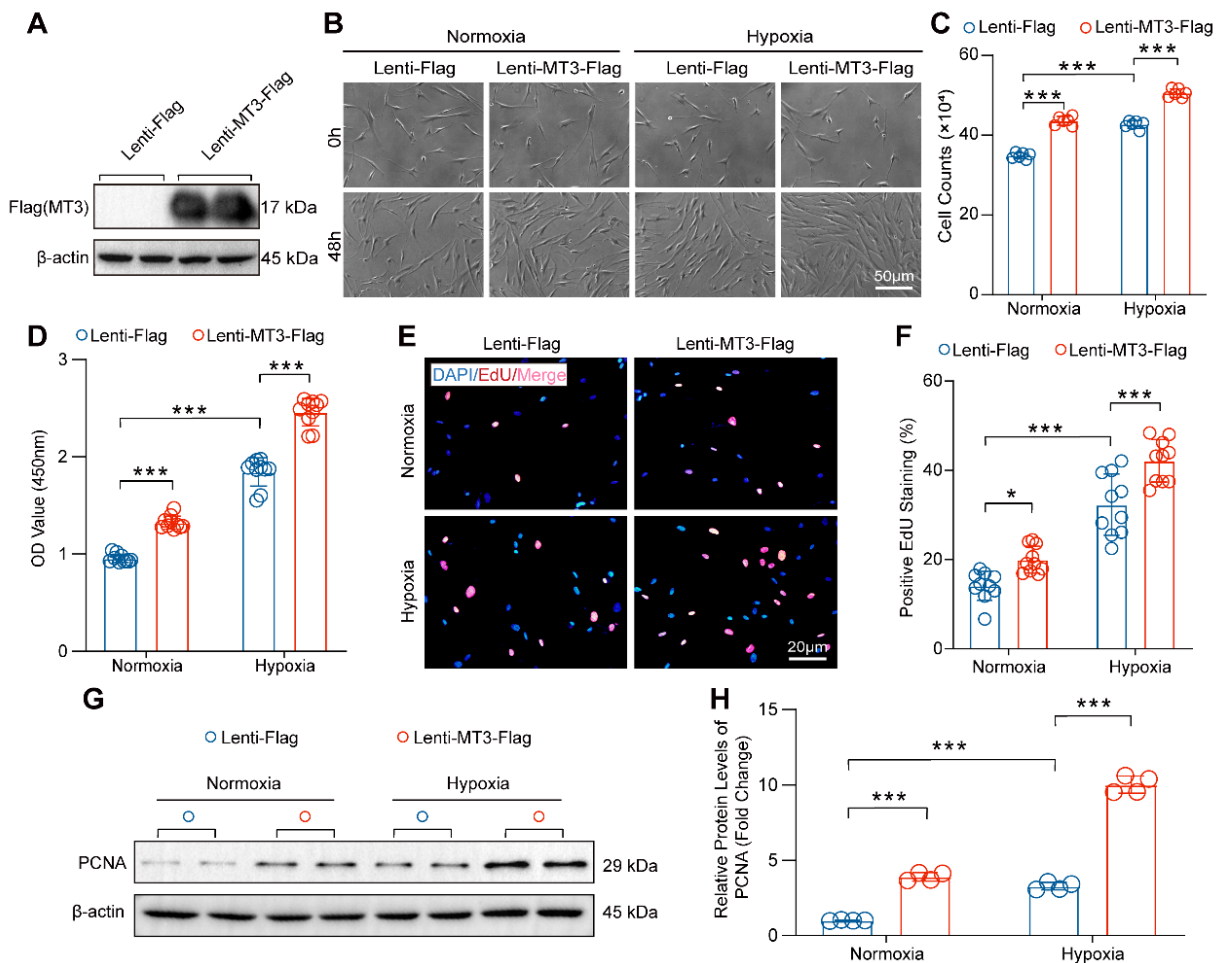 A
Lenti-Flag
Lenti-MT3-Flag
Flag(MT3)
17 kDa
β-actin
45 kDa
B
Normoxia
Hypoxia
Lenti-Flag
Lenti-MT3-Flag
Lenti-Flag
Lenti-MT3-Flag
0h
48h
50μm
C
Lenti-Flag
Lenti-MT3-Flag
Cell Counts (×10⁴)
60
40
20
0
***
***
***
Normoxia
Hypoxia
D
Lenti-Flag
Lenti-MT3-Flag
OD Value (450nm)
3
2
1
0
***
***
***
Normoxia
Hypoxia
E
Lenti-Flag
Lenti-MT3-Flag
DAPI/EdU/Merge
Normoxia
Hypoxia
20μm
F
Lenti-Flag
Lenti-MT3-Flag
Positive EdU Staining (%)
60
40
20
0
***
***
*
Normoxia
Hypoxia
G
Lenti-Flag
Lenti-MT3-Flag
Normoxia
Hypoxia
PCNA
29 kDa
β-actin
45 kDa
H
Relative Protein Levels of
PCNA (Fold Change)
15
10
5
0
***
***
***
Normoxia
Hypoxia